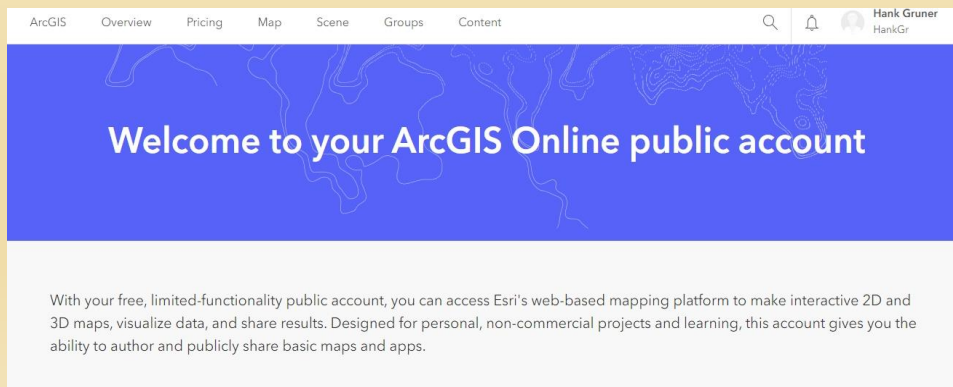 ArcGIS Overview Pricing Map Scene Groups Content Hank Gruner
HankGr
Welcome to your ArcGIS Online public account
With your free, limited-functionality public account, you can access Esri's web-based mapping platform to make interactive 2D and
3D maps, visualize data, and share results. Designed for personal, non-commercial projects and learning, this account gives you the
ability to author and publicly share basic maps and apps.